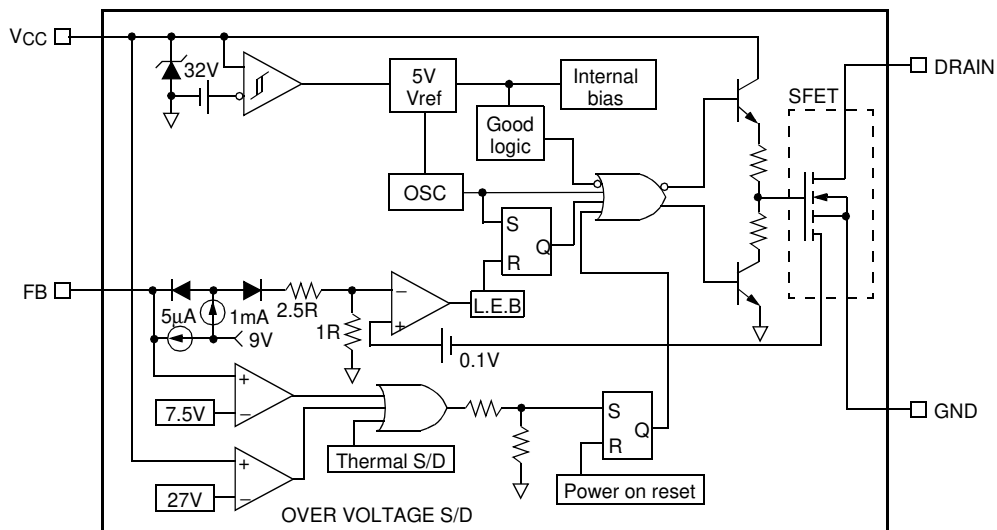 VCC
32V
5V
Vref
Internal
bias
DRAIN
SFET
Good
logic
OSC
S
Q
R
FB
5μA
1mA
9V
2.5R
1R
−
+
L.E.B
0.1V
+
7.5V
−
Thermal S/D
S
Q
R
GND
+
27V
−
Power on reset
OVER VOLTAGE S/D